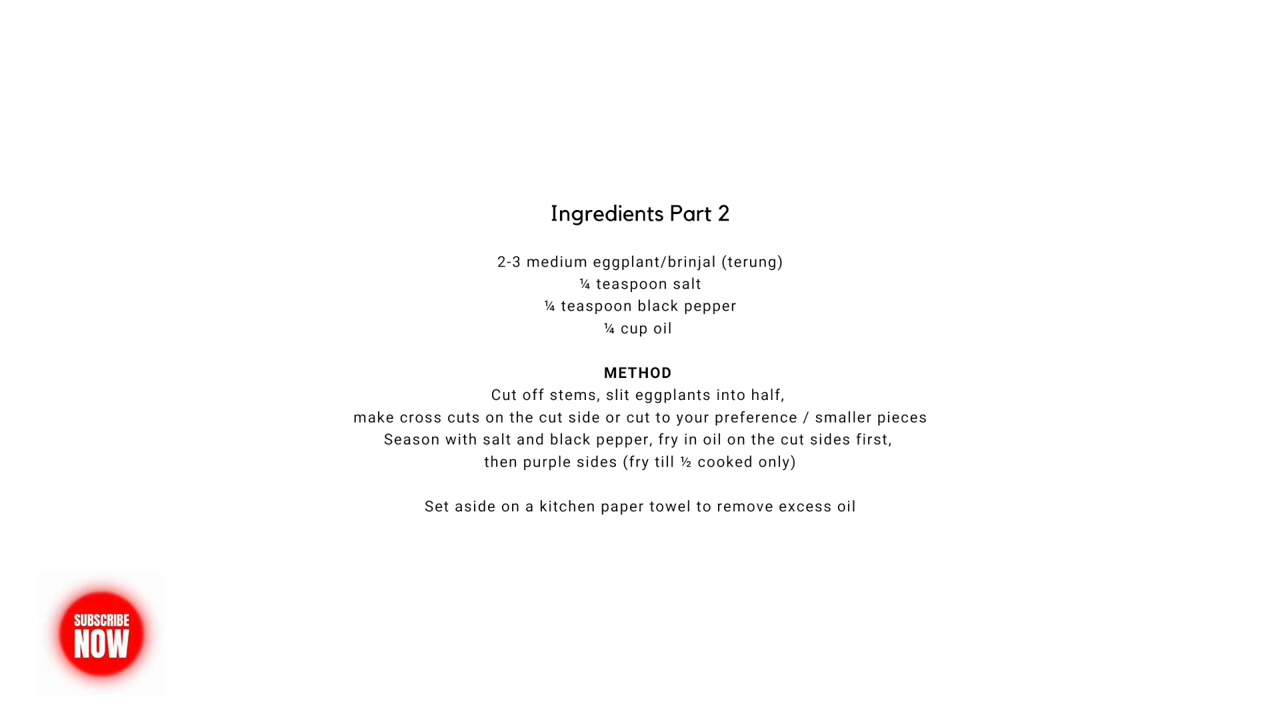 Ingredients Part 2
2-3 medium eggplant/brinjal (terung)
¼ teaspoon salt
¼ teaspoon black pepper
¼ cup oil
METHOD
Cut off stems, slit eggplants into half,
make cross cuts on the cut side or cut to your preference / smaller pieces
Season with salt and black pepper, fry in oil on the cut sides first,
then purple sides (fry till ½ cooked only)
Set aside on a kitchen paper towel to remove excess oil
SUBSCRIBE
NOW